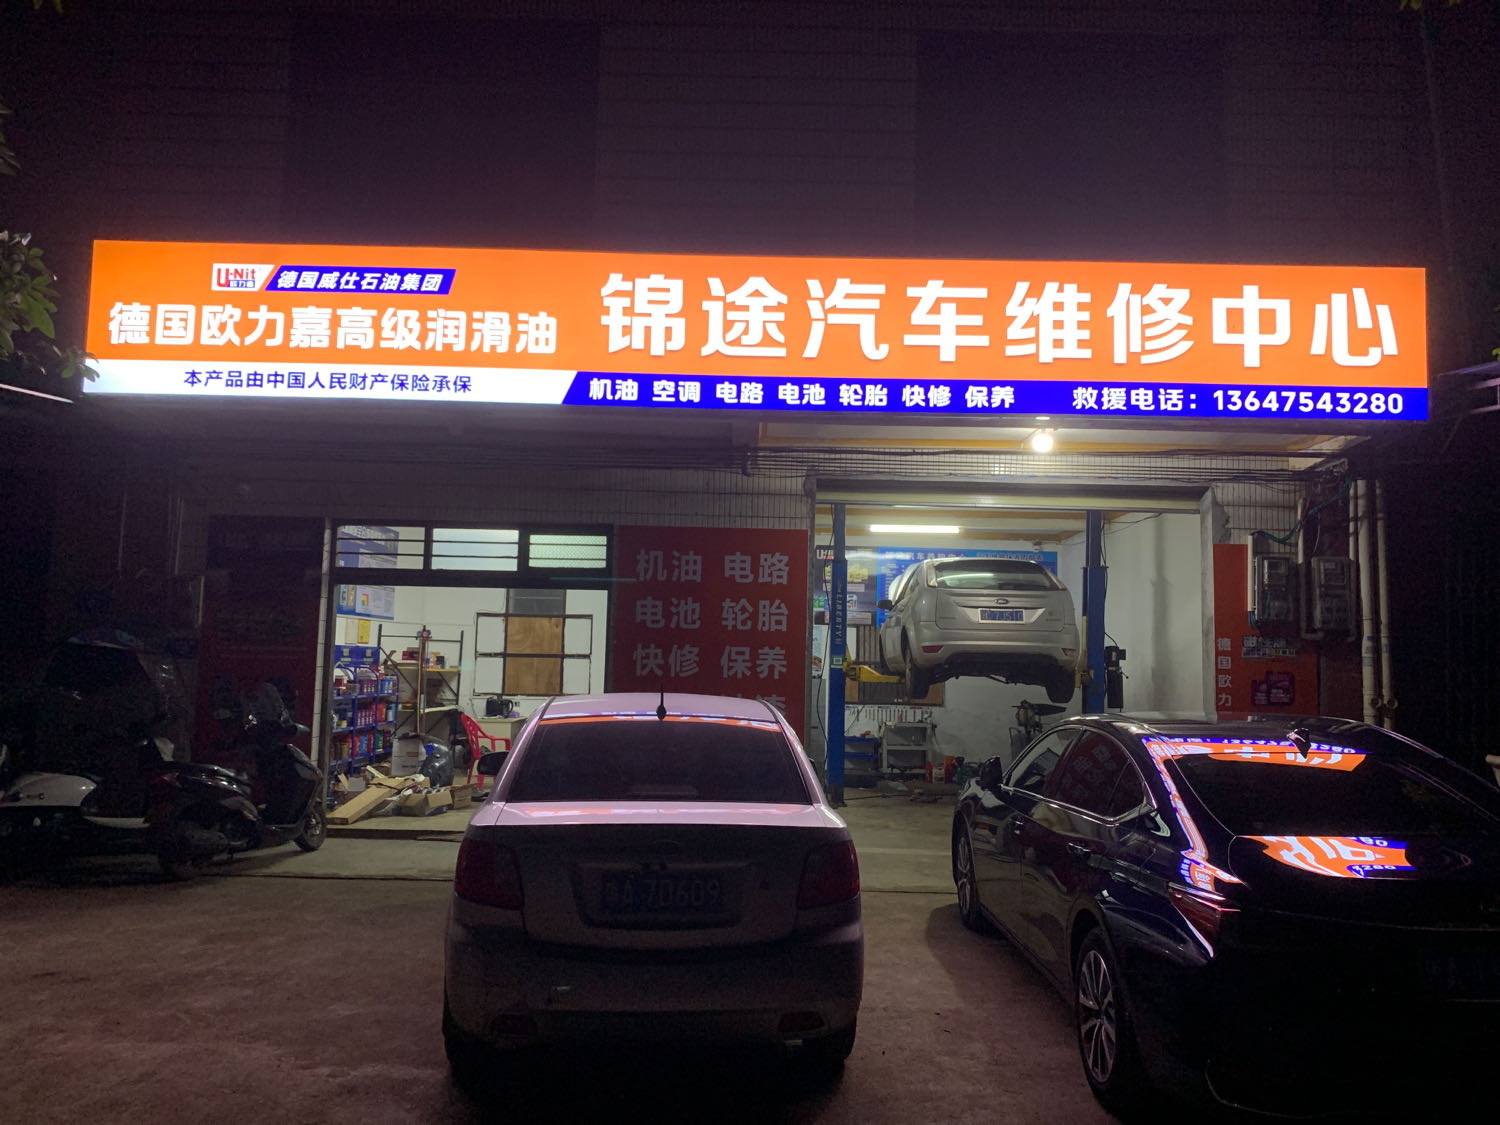 U-Nit
欧力嘉
德国威仕石油集团
德国欧力嘉高级润滑油
本产品由中国人民财产保险承保
锦途汽车维修中心
机油 空调 电路 电池 轮胎 快修 保养
救援电话：13647543280
机油 电路
电池 轮胎
快修 保养
LIBERTY
德国欧力
A·70609